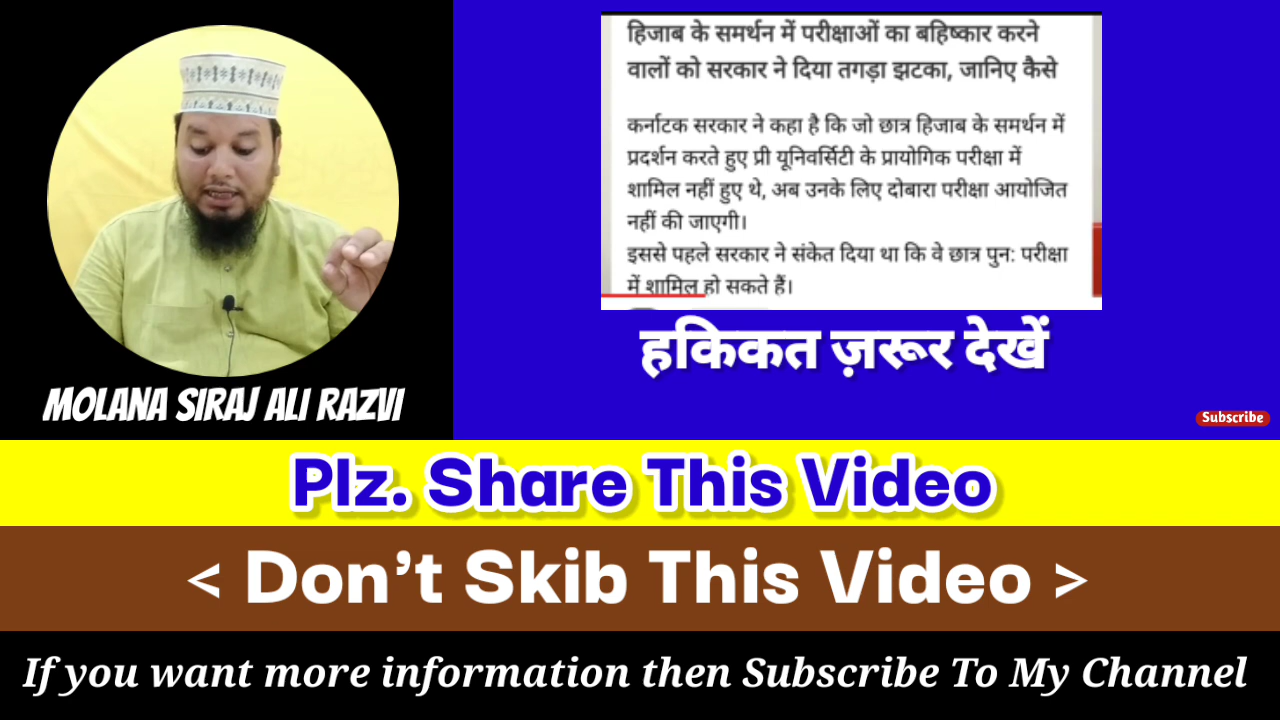 हिजाब के समर्थन में परीक्षाओं का बहिष्कार करने
वालों को सरकार ने दिया तगड़ा झटका, जानिए कैसे
कर्नाटक सरकार ने कहा है कि जो छात्र हिजाब के समर्थन में
प्रदर्शन करते हुए प्री यूनिवर्सिटी के प्रायोगिक परीक्षा में
शामिल नहीं हुए थे, अब उनके लिए दोबारा परीक्षा आयोजित
नहीं की जाएगी।
इससे पहले सरकार ने संकेत दिया था कि वे छात्र पुन: परीक्षा
में शामिल हो सकते हैं।
हकिकत ज़रूर देखें
MOLANA SIRAJ ALI RAZVI
Subscribe
Plz. Share This Video
< Don't Skib This Video >
If you want more information then Subscribe To My Channel